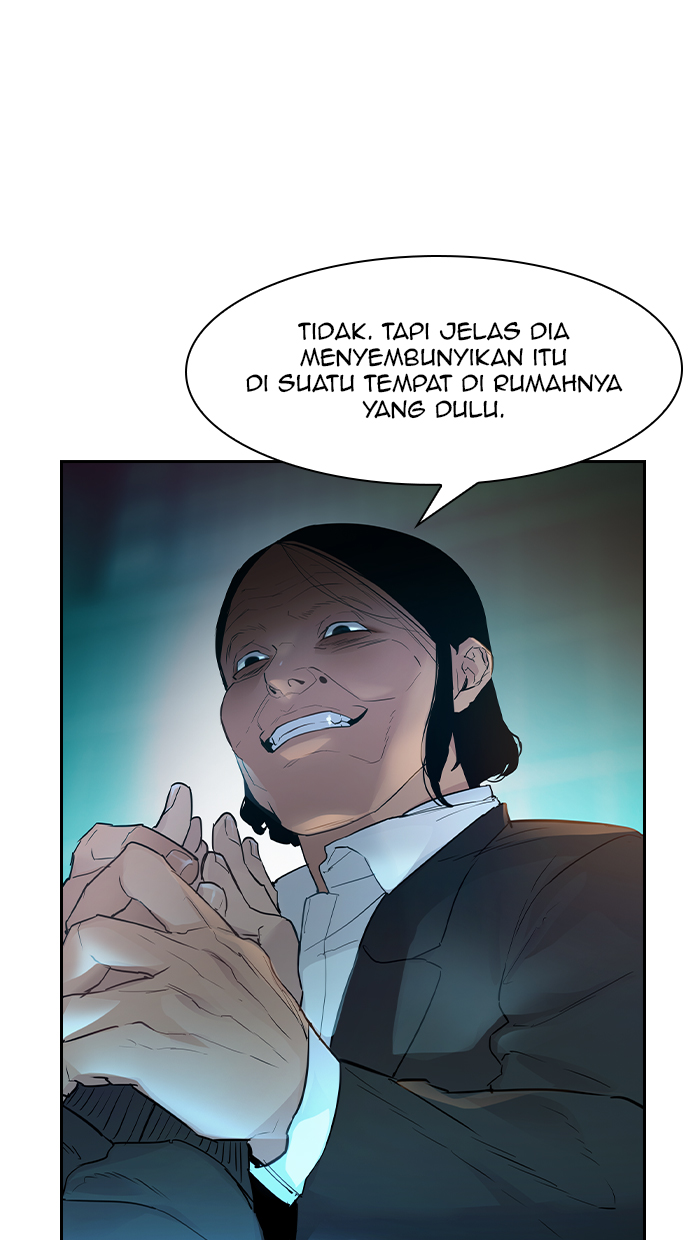 TIDAK. TAPI JELAS DIA
MENYEMBUNYIKAN ITU
DI SUATU TEMPAT DI RUMAHNYA
YANG DULU.